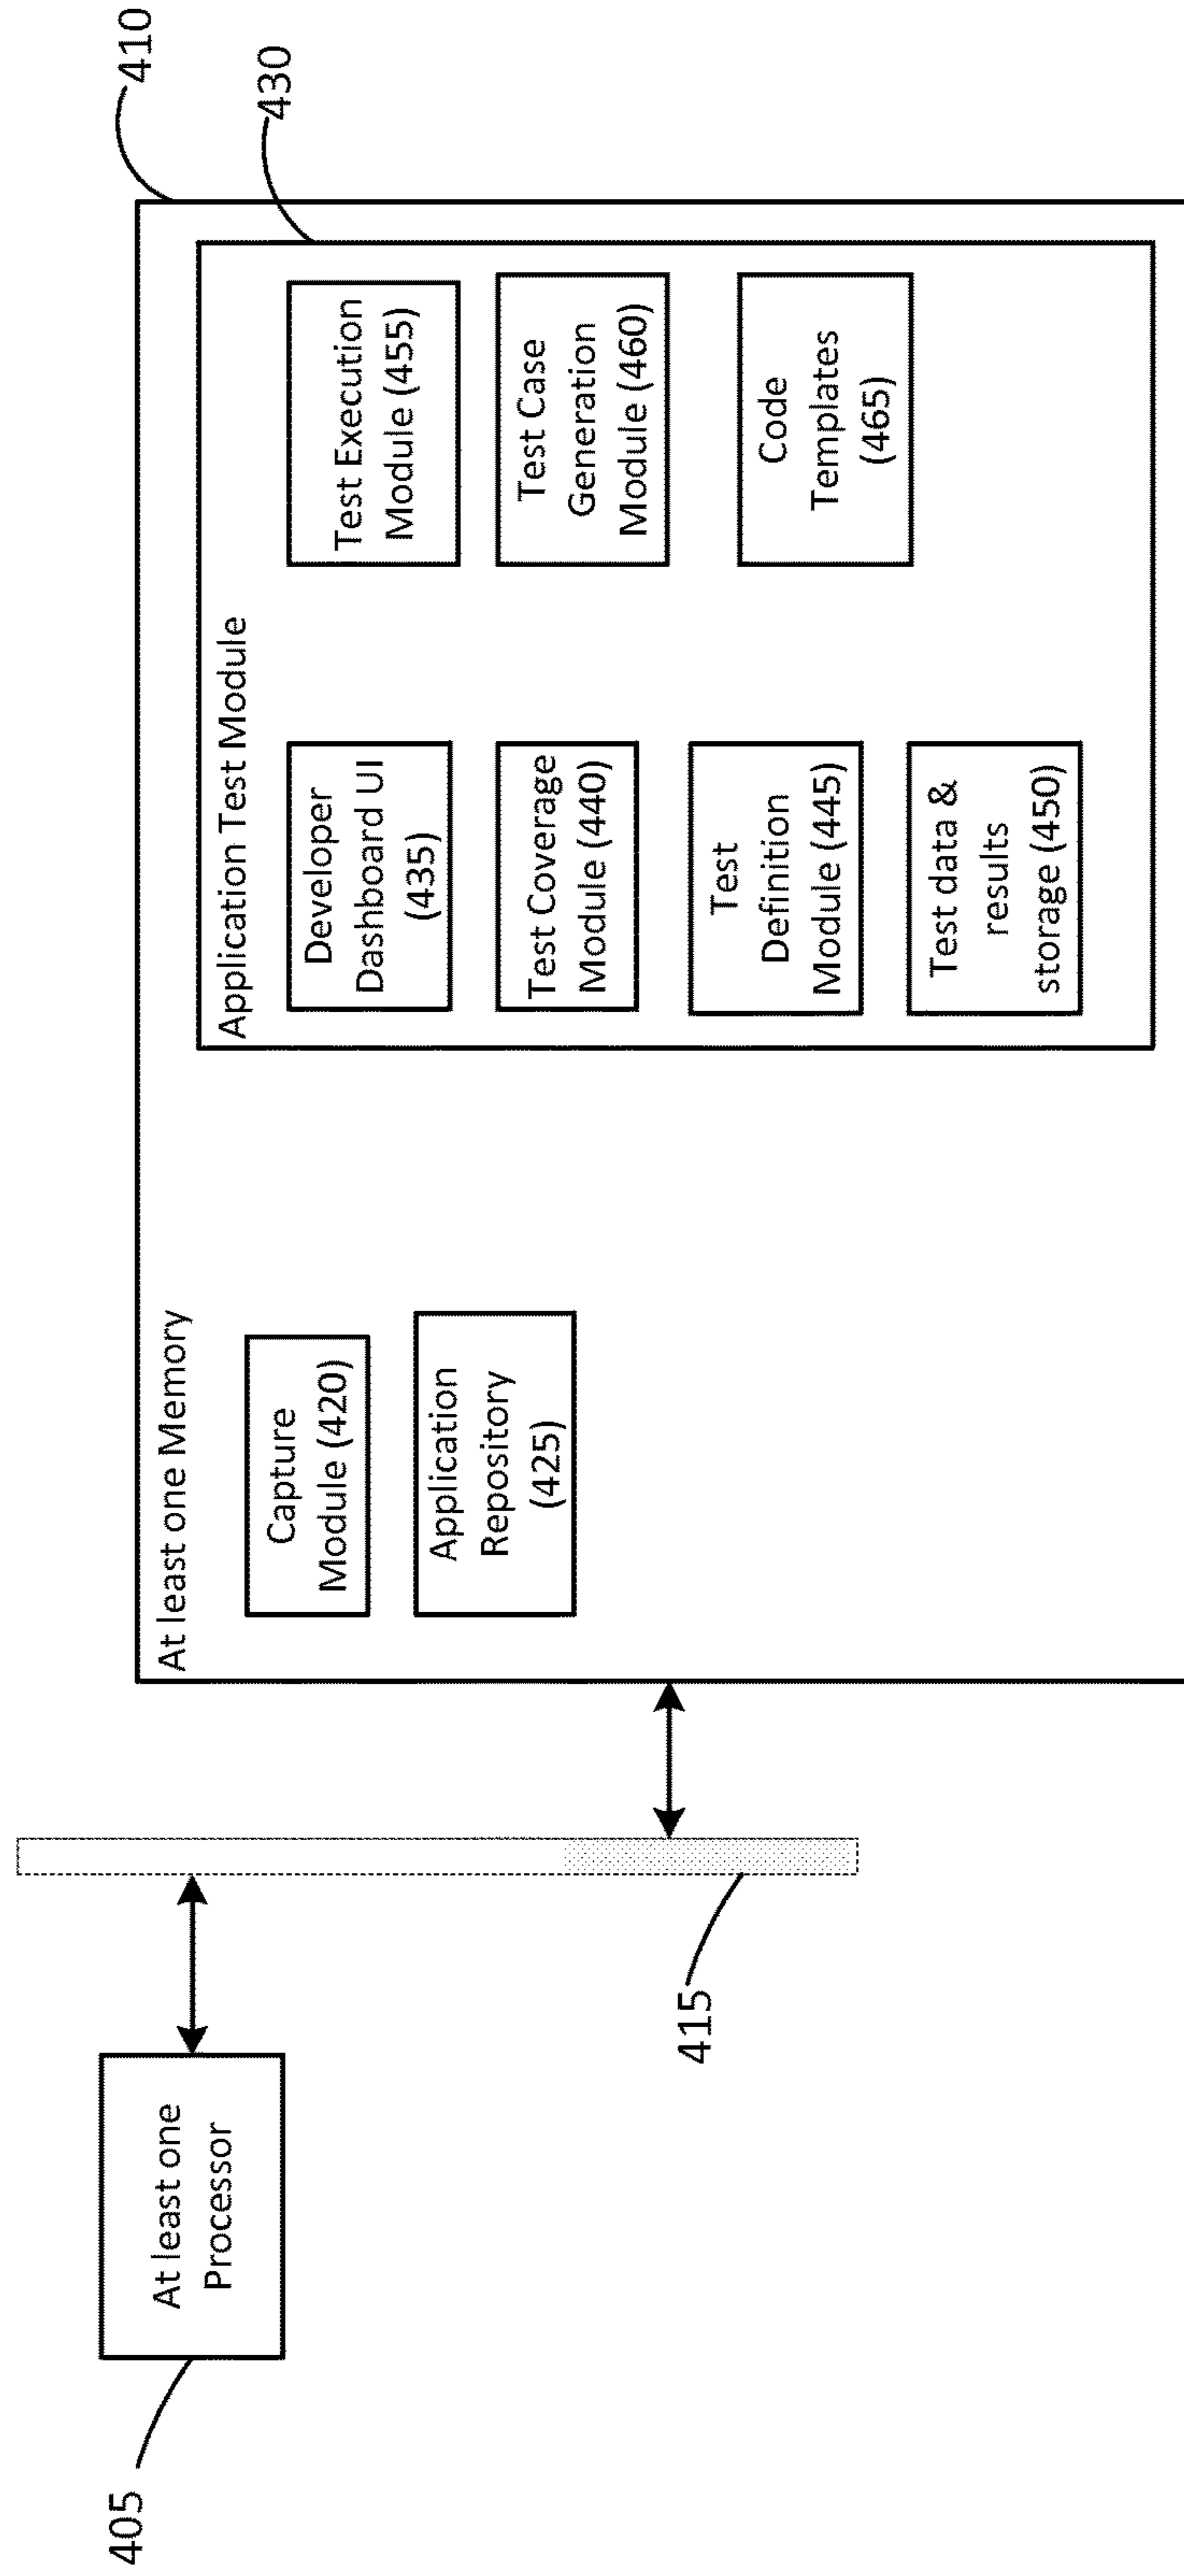 405
At least one
Processor
415
410
At least one Memory
Capture
Module (420)
Application
Repository
(425)
430
Application Test Module
Developer
Dashboard UI
(435)
Test Coverage
Module (440)
Test
Definition
Module (445)
Test data &
results
storage (450)
Test Execution
Module (455)
Test Case
Generation
Module (460)
Code
Templates
(465)